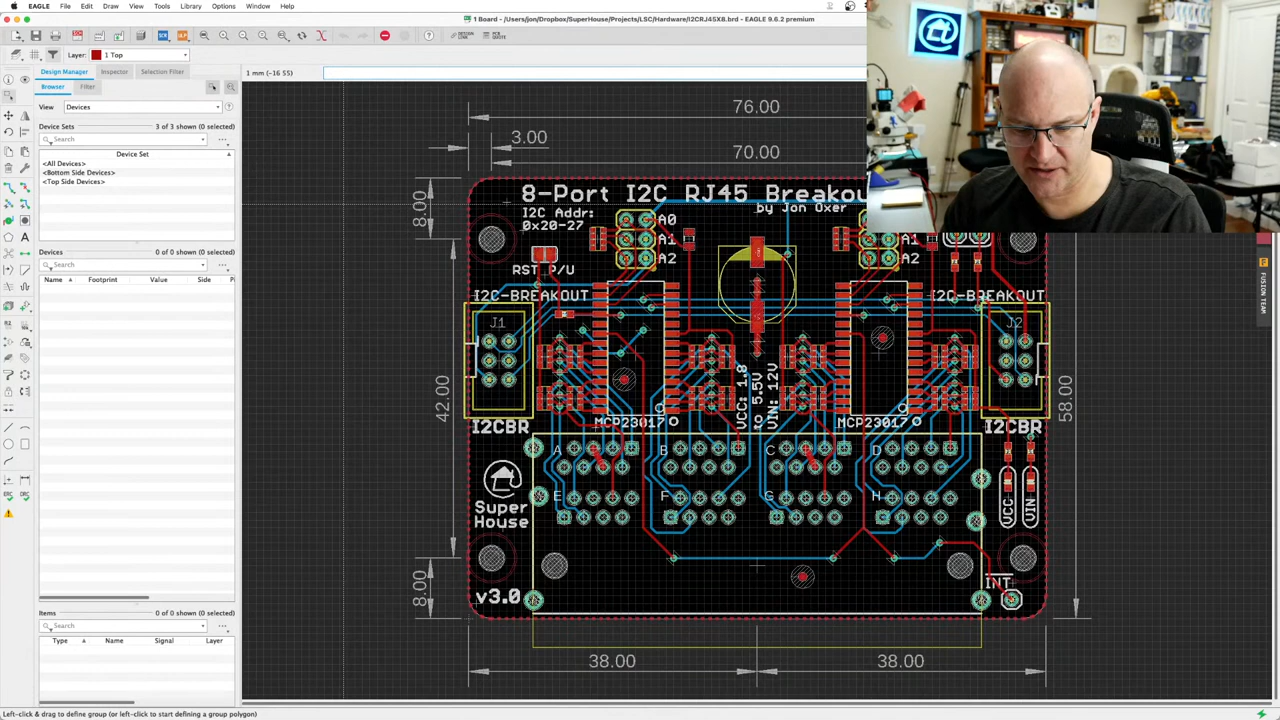 EAGLE File Edit Draw View Tools Library Options Window Help
1 Board - /Users/jon/Dropbox/SuperHouse/Projects/LSC/Hardware/I2CRJ45X8.brd - EAGLE 9.6.2 premium
DESIGN LINK
PCB QUOTE
Layer: 1 Top
Design Manager Inspector Selection Filter
1 mm (-16 55)
Browser Filter
View Devices
Device Sets 3 of 3 shown (0 selected)
Search
Device Set
<All Devices>
<Bottom Side Devices>
<Top Side Devices>
Devices 0 of 0 shown (0 selected)
Search
Name Footprint Value Side
Items 0 of 0 shown (0 selected)
Search
Type Name Signal Layer
Left-click & drag to define group (or left-click to start defining a group polygon)
76.00
3.00
70.00
8.00
8-Port I2C RJ45 Breakou
by Jon Oxer
I2C Addr:
0x20-27
A0
A1
A2
A1
A2
RST P/U
I2C-BREAKOUT
I2C-BREAKOUT
J1
J2
42.00
58.00
VCC: 1.8
to 5.5V
VIN: 12V
MCP23017
MCP23017
I2CBR
I2CBR
A B C D
E F G H
Super
House
VCC
VIN
INT
v3.0
8.00
38.00
38.00
FUSION TEAM